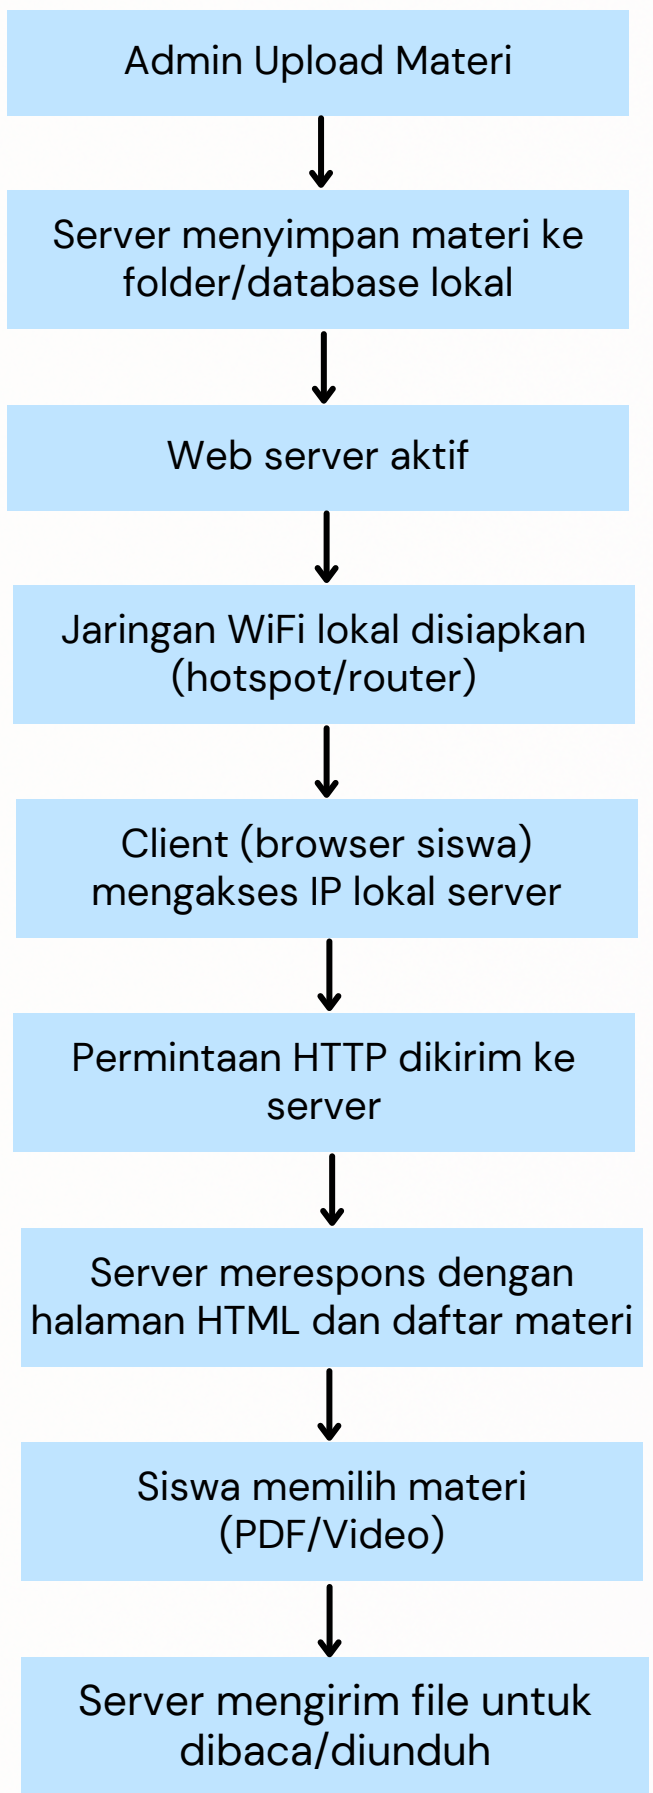 Admin Upload Materi
Server menyimpan materi ke
folder/database lokal
Web server aktif
Jaringan WiFi lokal disiapkan
(hotspot/router)
Client (browser siswa)
mengakses IP lokal server
Permintaan HTTP dikirim ke
server
Server merespons dengan
halaman HTML dan daftar materi
Siswa memilih materi
(PDF/Video)
Server mengirim file untuk
dibaca/diunduh